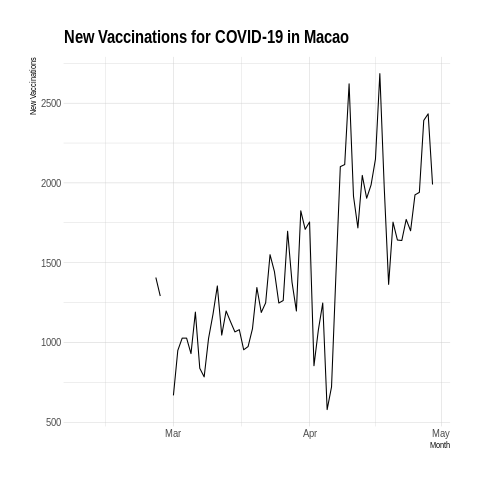 New Vaccinations for COVID-19 in Macao
New Vaccinations
2500
2000
1500
1000
500
Mar
Apr
May
Month